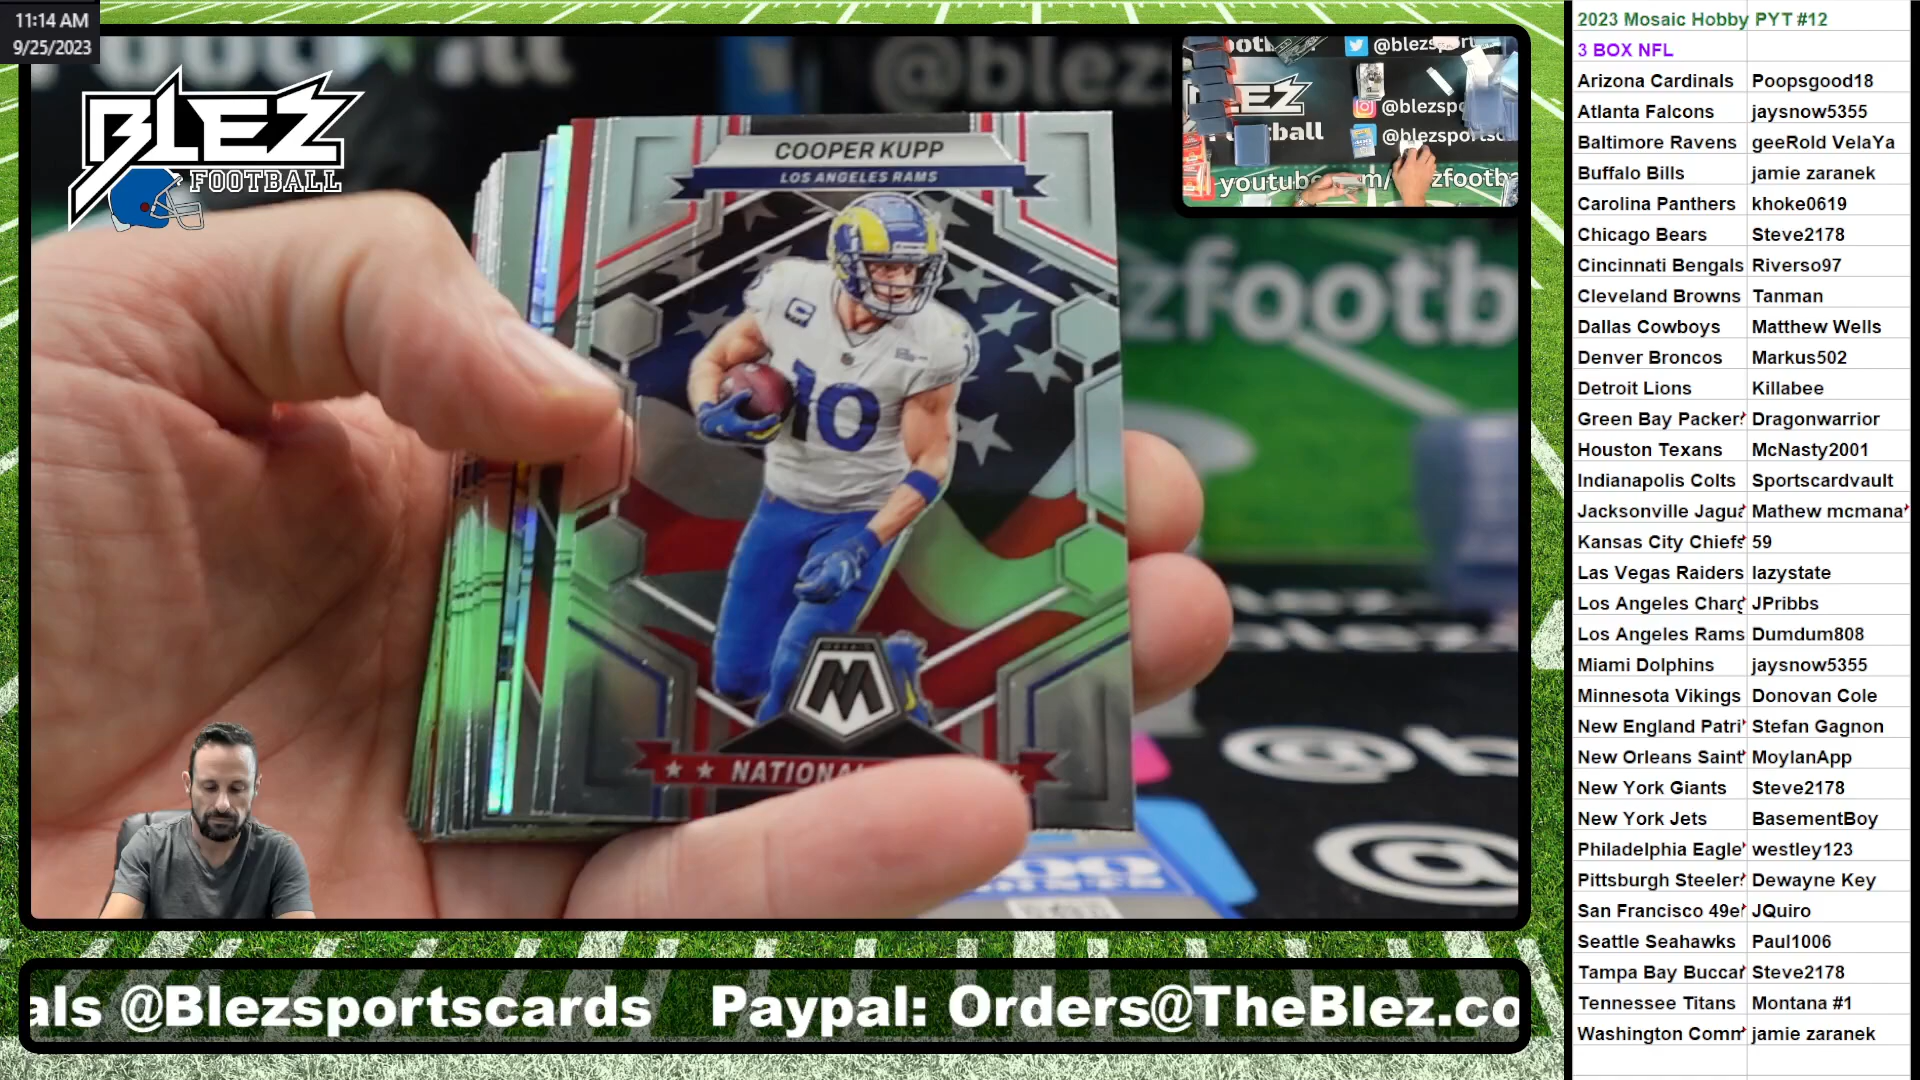 11:14 AM
9/25/2023
BLEZ
FOOTBALL
@blez
COOPER KUPP
LOS ANGELES RAMS
10
MOSAIC
M
NATIONAL
zfootb
@b
@
@blezsport
@blezspo
@blezsportsc
als @Blezsportscards Paypal: Orders@TheBlez.co
2023 Mosaic Hobby PYT #12
3 BOX NFL
Arizona Cardinals Poopsgood18
Atlanta Falcons jaysnow5355
Baltimore Ravens geeRold VelaYa
Buffalo Bills jamie zaranek
Carolina Panthers khoke0619
Chicago Bears Steve2178
Cincinnati Bengals Riverso97
Cleveland Browns Tanman
Dallas Cowboys Matthew Wells
Denver Broncos Markus502
Detroit Lions Killabee
Green Bay Packer Dragonwarrior
Houston Texans McNasty2001
Indianapolis Colts Sportscardvault
Jacksonville Jagua Mathew mcmana
Kansas City Chiefs 59
Las Vegas Raiders lazystate
Los Angeles Charg JPribbs
Los Angeles Rams Dumdum808
Miami Dolphins jaysnow5355
Minnesota Vikings Donovan Cole
New England Patri Stefan Gagnon
New Orleans Saint MoylanApp
New York Giants Steve2178
New York Jets BasementBoy
Philadelphia Eagle westley123
Pittsburgh Steeler Dewayne Key
San Francisco 49e JQuiro
Seattle Seahawks Paul1006
Tampa Bay Buccar Steve2178
Tennessee Titans Montana #1
Washington Comm jamie zaranek